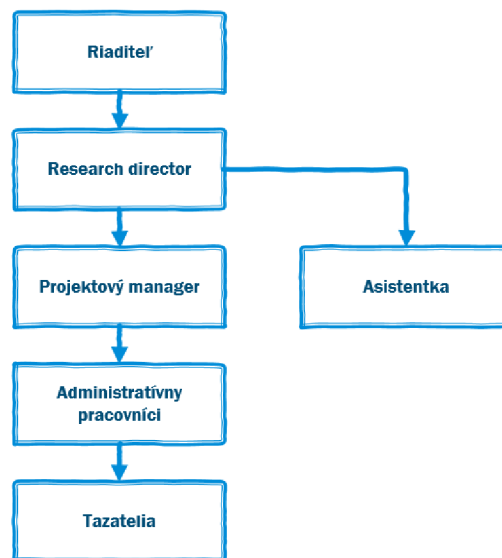 Riaditeľ
Research director
Projektový manager
Asistentka
Administratívny
pracovníci
Tazatelia